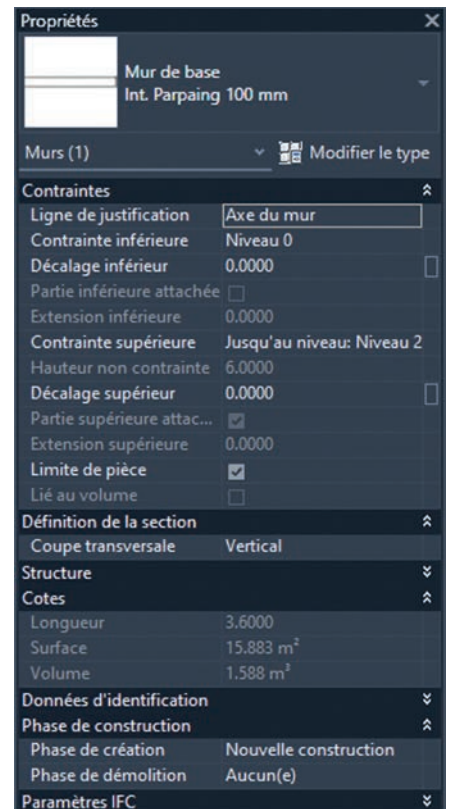 Propriétés
Mur de base
Int. Parpaing 100 mm
Murs (1) Modifier le type
Contraintes
Ligne de justification Axe du mur
Contrainte inférieure Niveau 0
Décalage inférieur 0.0000
Partie inférieure attachée
Extension inférieure 0.0000
Contrainte supérieure Jusqu'au niveau: Niveau 2
Hauteur non contrainte 6.0000
Décalage supérieur 0.0000
Partie supérieure attac...
Extension supérieure 0.0000
Limite de pièce
Lié au volume
Définition de la section
Coupe transversale Vertical
Structure
Cotes
Longueur 3.6000
Surface 15.883 m²
Volume 1.588 m³
Données d'identification
Phase de construction
Phase de création Nouvelle construction
Phase de démolition Aucun(e)
Paramètres IFC